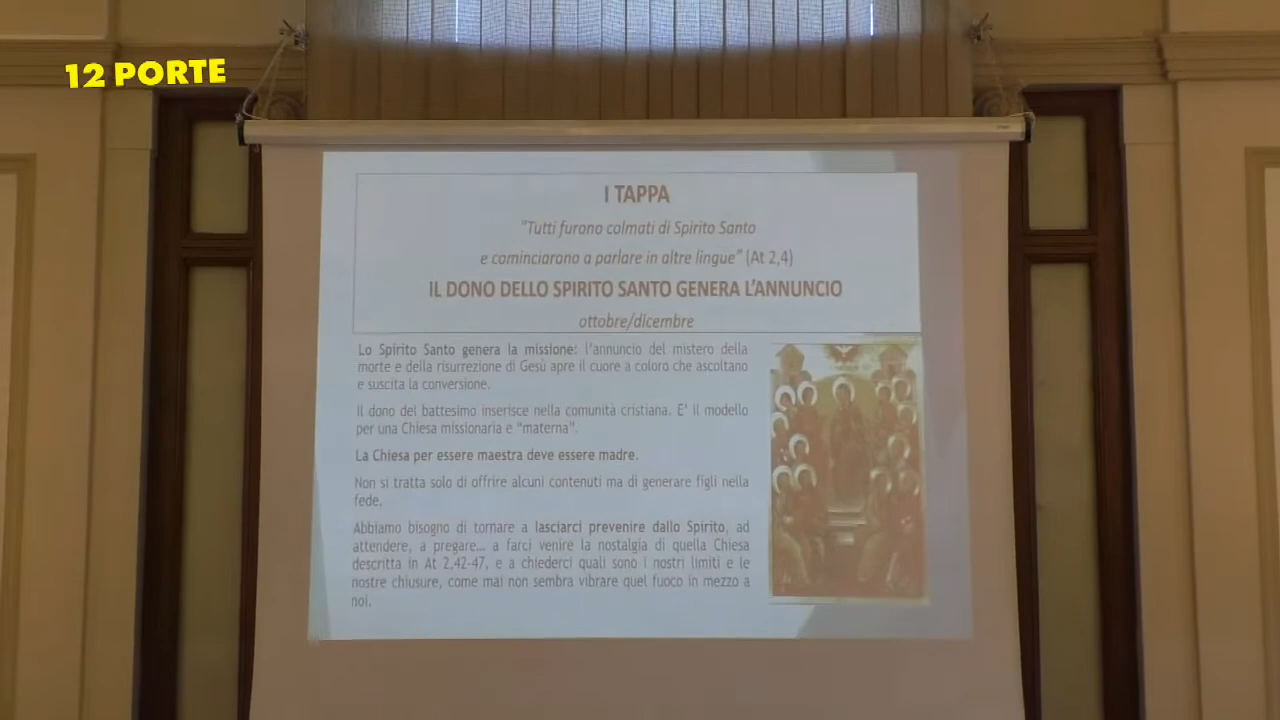 12 PORTE
I TAPPA
"Tutti furono colmati di Spirito Santo
e cominciarono a parlare in altre lingue" (At 2,4)
IL DONO DELLO SPIRITO SANTO GENERA L'ANNUNCIO
ottobre/dicembre
Lo Spirito Santo genera la missione: l'annuncio del mistero della
morte e della risurrezione di Gesù apre il cuore a coloro che ascoltano
e suscita la conversione.
Il dono del battesimo inserisce nella comunità cristiana. E' il modello
per una Chiesa missionaria e "materna".
La Chiesa per essere maestra deve essere madre.
Non si tratta solo di offrire alcuni contenuti ma di generare figli nella
fede.
Abbiamo bisogno di tornare a lasciarci prevenire dallo Spirito, ad
attendere, a pregare... a farci venire la nostalgia di quella Chiesa
descritta in At 2,42-47, e a chiederci quali sono i nostri limiti e le
nostre chiusure, come mai non sembra vibrare quel fuoco in mezzo a
noi.